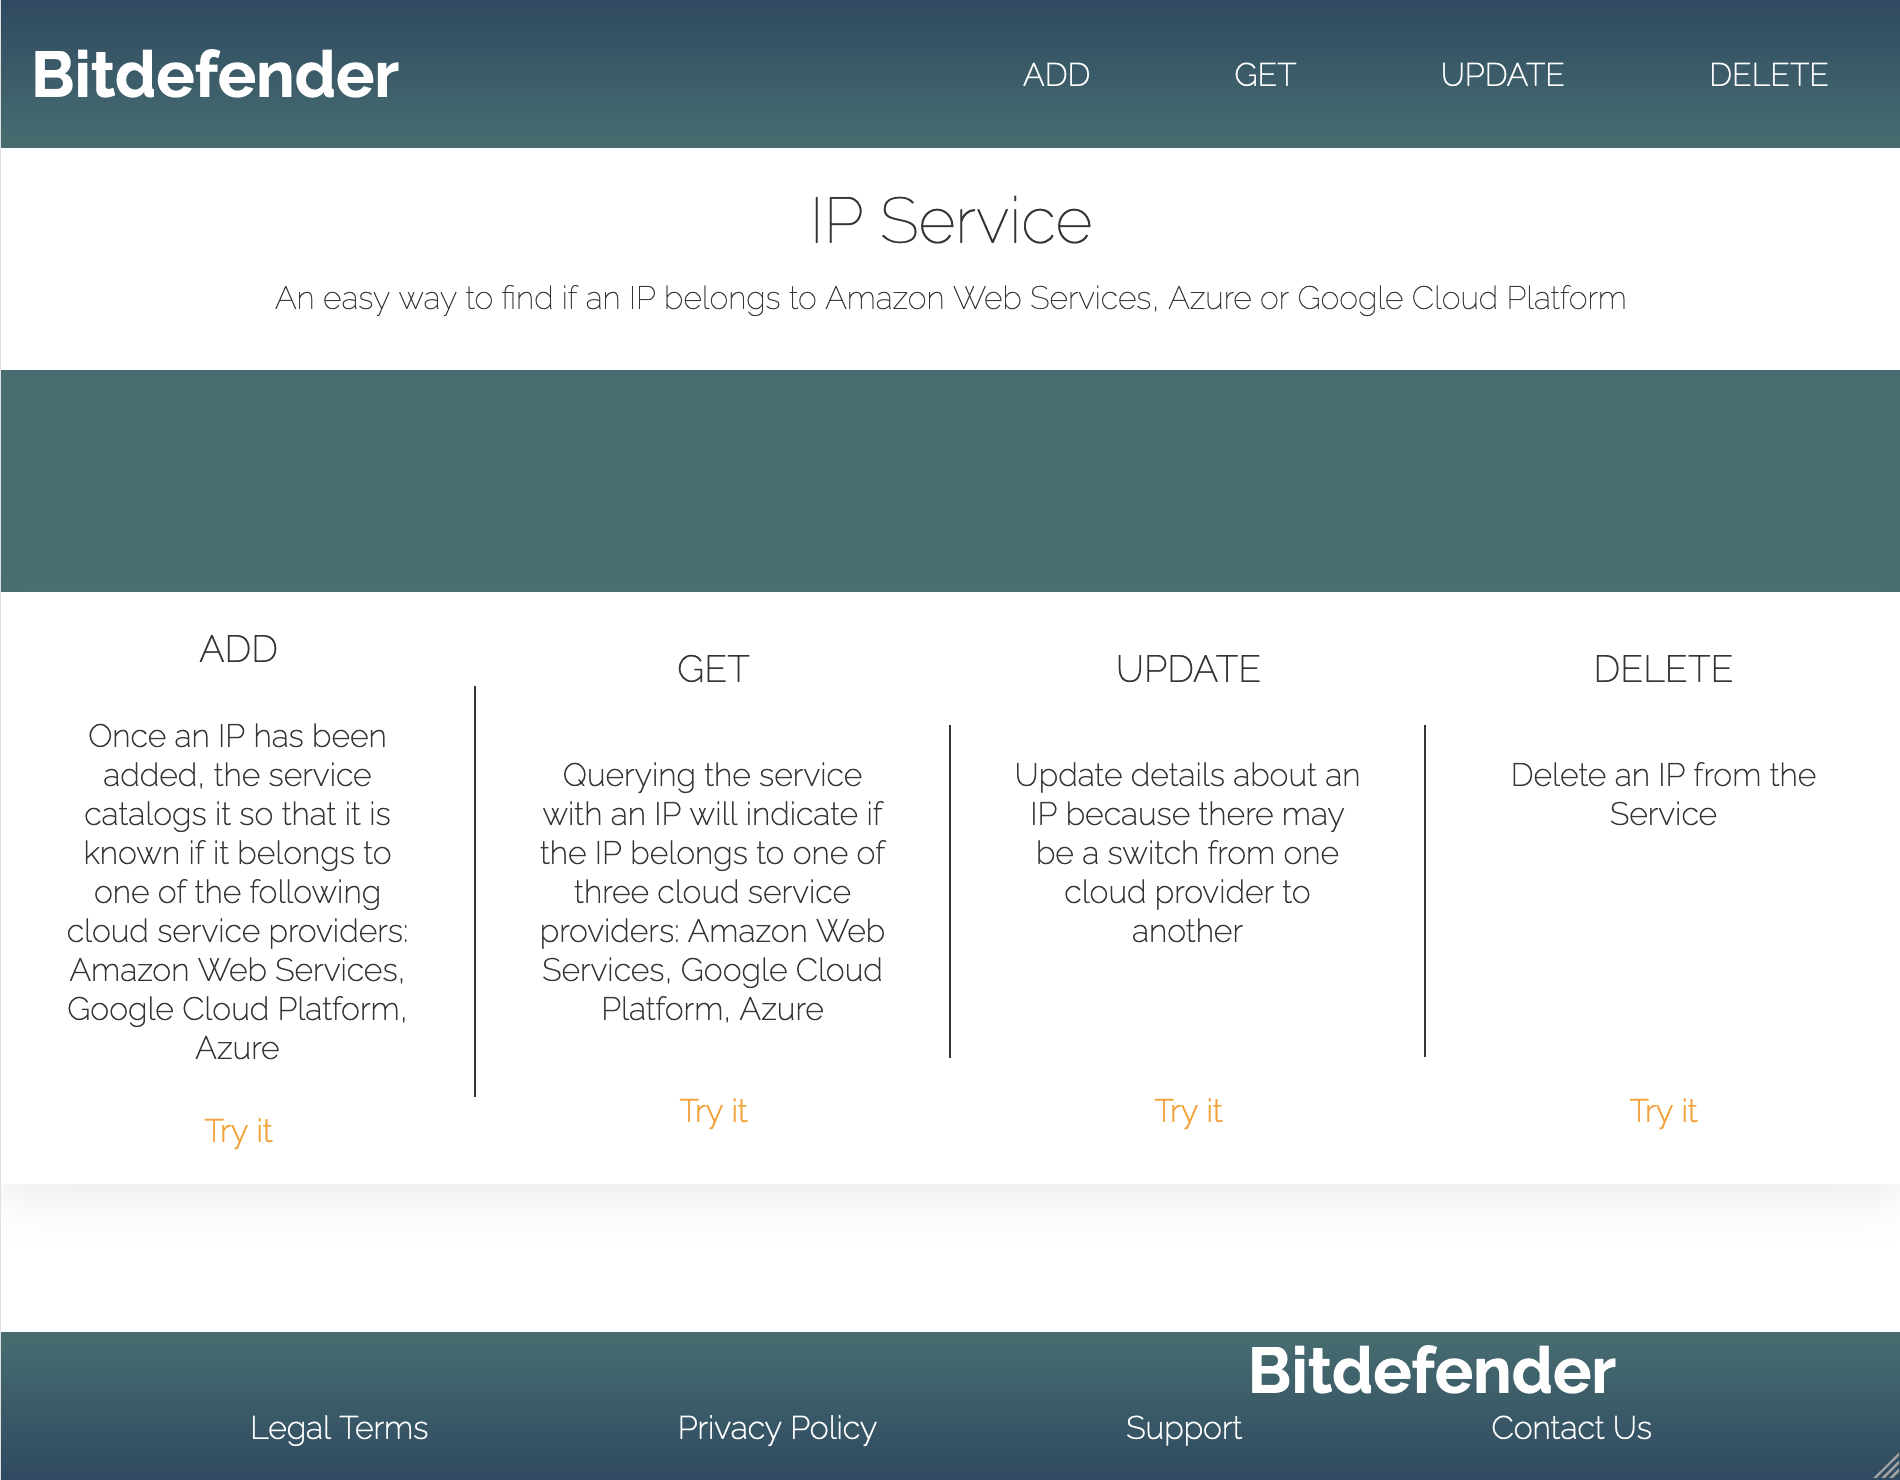 Bitdefender
ADD
GET
UPDATE
DELETE
IP Service
An easy way to find if an IP belongs to Amazon Web Services, Azure or Google Cloud Platform
ADD
Once an IP has been
added, the service
catalogs it so that it is
known if it belongs to
one of the following
cloud service providers:
Amazon Web Services,
Google Cloud Platform,
Azure
Try it
GET
Querying the service
with an IP will indicate if
the IP belongs to one of
three cloud service
providers: Amazon Web
Services, Google Cloud
Platform, Azure
Try it
UPDATE
Update details about an
IP because there may
be a switch from one
cloud provider to
another
Try it
DELETE
Delete an IP from the
Service
Try it
Bitdefender
Legal Terms
Privacy Policy
Support
Contact Us